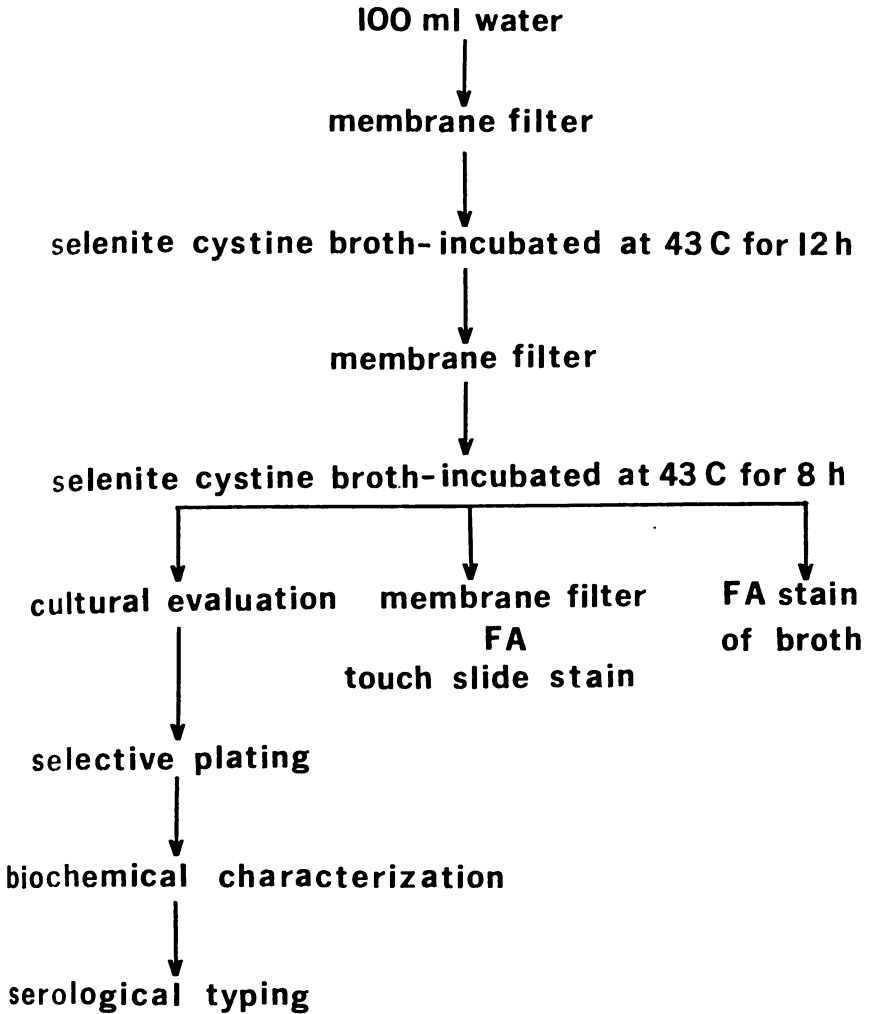 100 ml water
membrane filter
selenite cystine broth-incubated at 43 C for 12 h
membrane filter
selenite cystine broth-incubated at 43 C for 8 h
cultural evaluation
membrane filter
FA
touch slide stain
FA stain
of broth
selective plating
biochemical characterization
serological typing